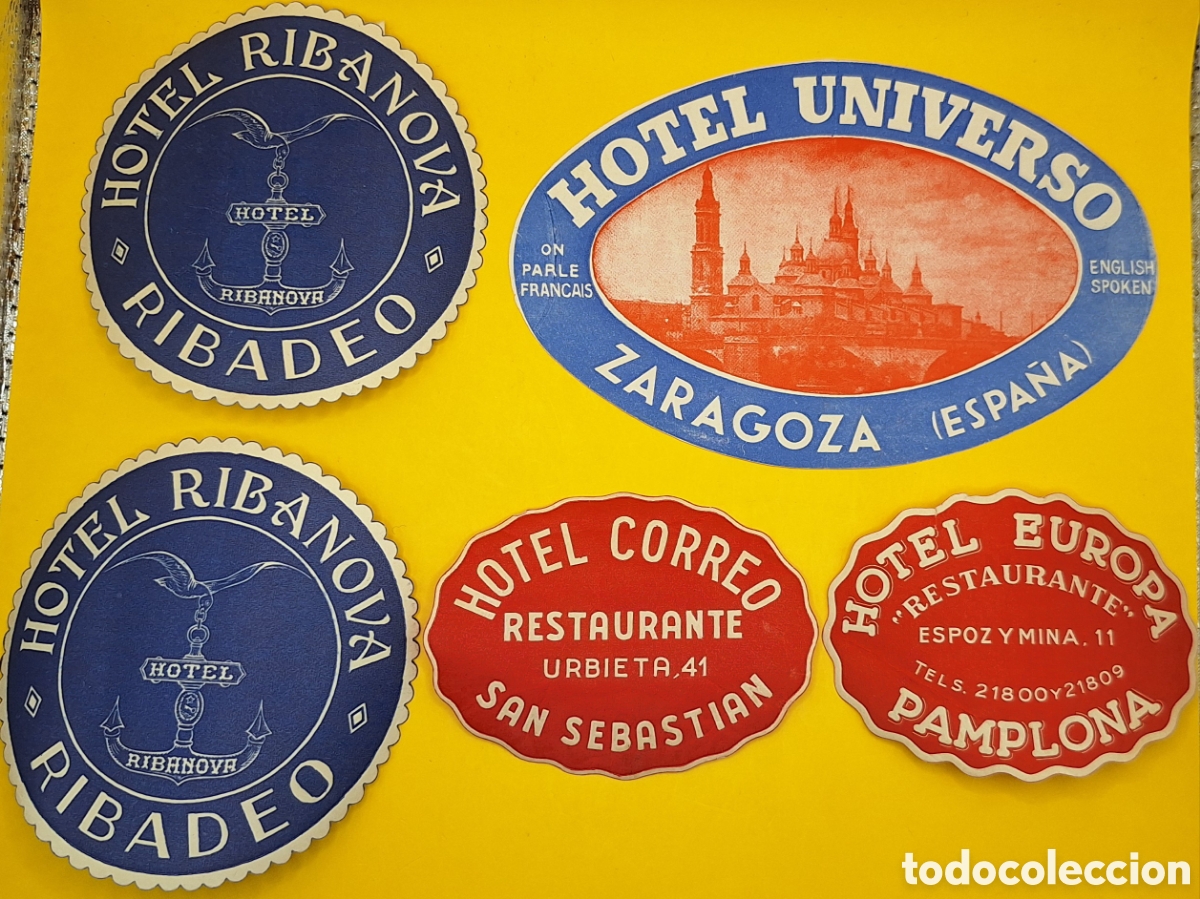 HOTEL RIBANOVA
HOTEL
RIBANOVA
RIBADEO
HOTEL UNIVERSO
ON
PARLE
FRANCAIS
ENGLISH
SPOKEN
ZARAGOZA (ESPAÑA)
HOTEL RIBANOVA
HOTEL
RIBANOVA
RIBADEO
HOTEL CORREO
RESTAURANTE
URBIETA, 41
SAN SEBASTIAN
HOTEL EUROPA
"RESTAURANTE"
ESPOZ Y MINA. 11
TELS. 21800 Y 21809
PAMPLONA
todocoleccion